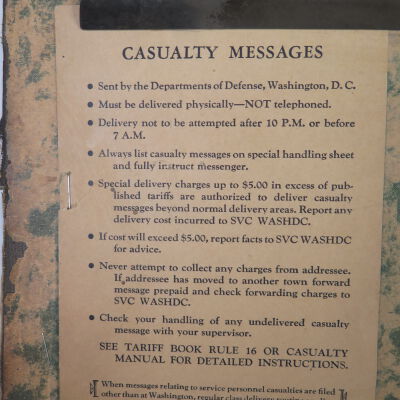 CASUALTY MESSAGES
● Sent by the Departments of Defense, Washington, D. C.
● Must be delivered physically—NOT telephoned.
● Delivery not to be attempted after 10 P.M. or before
7 A.M.
● Always list casualty messages on special handling sheet
and fully instruct messenger.
● Special delivery charges up to $5.00 in excess of pub-
lished tariffs are authorized to deliver casualty
messages beyond normal delivery areas. Report any
delivery cost incurred to SVC WASHDC.
● If cost will exceed $5.00, report facts to SVC WASHDC
for advice.
● Never attempt to collect any charges from addressee.
If addressee has moved to another town forward
message prepaid and check forwarding charges to
SVC WASHDC.
● Check your handling of any undelivered casualty
message with your supervisor.
SEE TARIFF BOOK RULE 16 OR CASUALTY
MANUAL FOR DETAILED INSTRUCTIONS.
When messages relating to service personnel casualties are filed
other than at Washington, regular class delivery